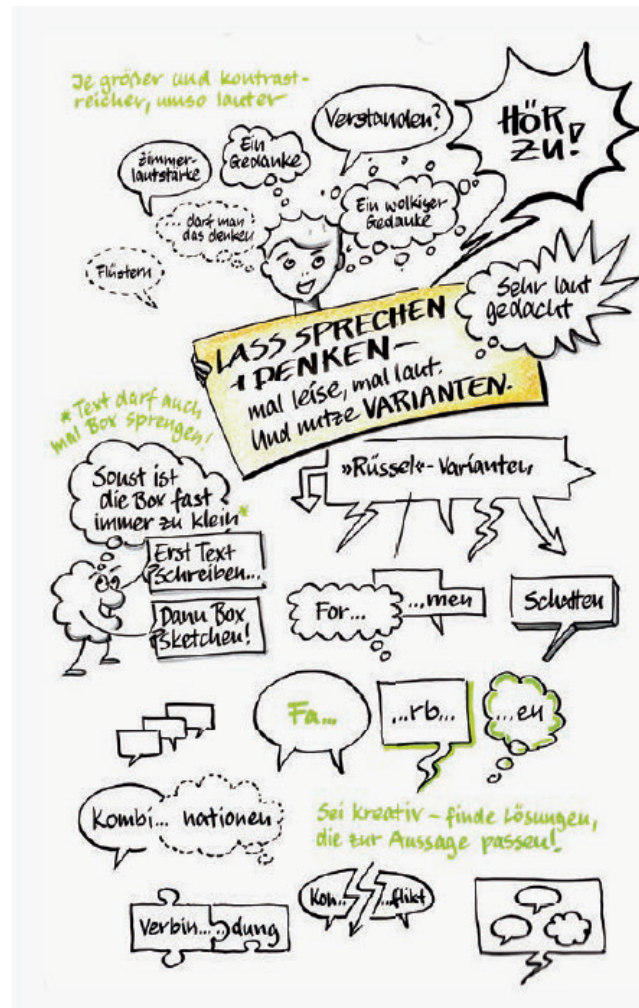 Je größer und kontrast-
reicher, umso lauter
Verstanden?
HÖR
ZU!
Ein
Gedanke
zimmer-
lautstärke
Ein wolkiger
Gedanke
... darf man
das denken
Flüstern
Sehr laut
gedacht
LASS SPRECHEN
+ DENKEN –
mal leise, mal laut.
Und nutze VARIANTEN.
*Text darf auch
mal Box sprengen!
»Rüssel«-Varianten
Sonst ist
die Box fast
immer zu klein*
Erst Text
schreiben...
Dann Box
sketchen!
For... ...men
Schatten
Fa... ...rb... ...en
Kombi... nationen
Sei kreativ – finde Lösungen,
die zur Aussage passen!
Verbin... ...dung
Kon... ...flikt